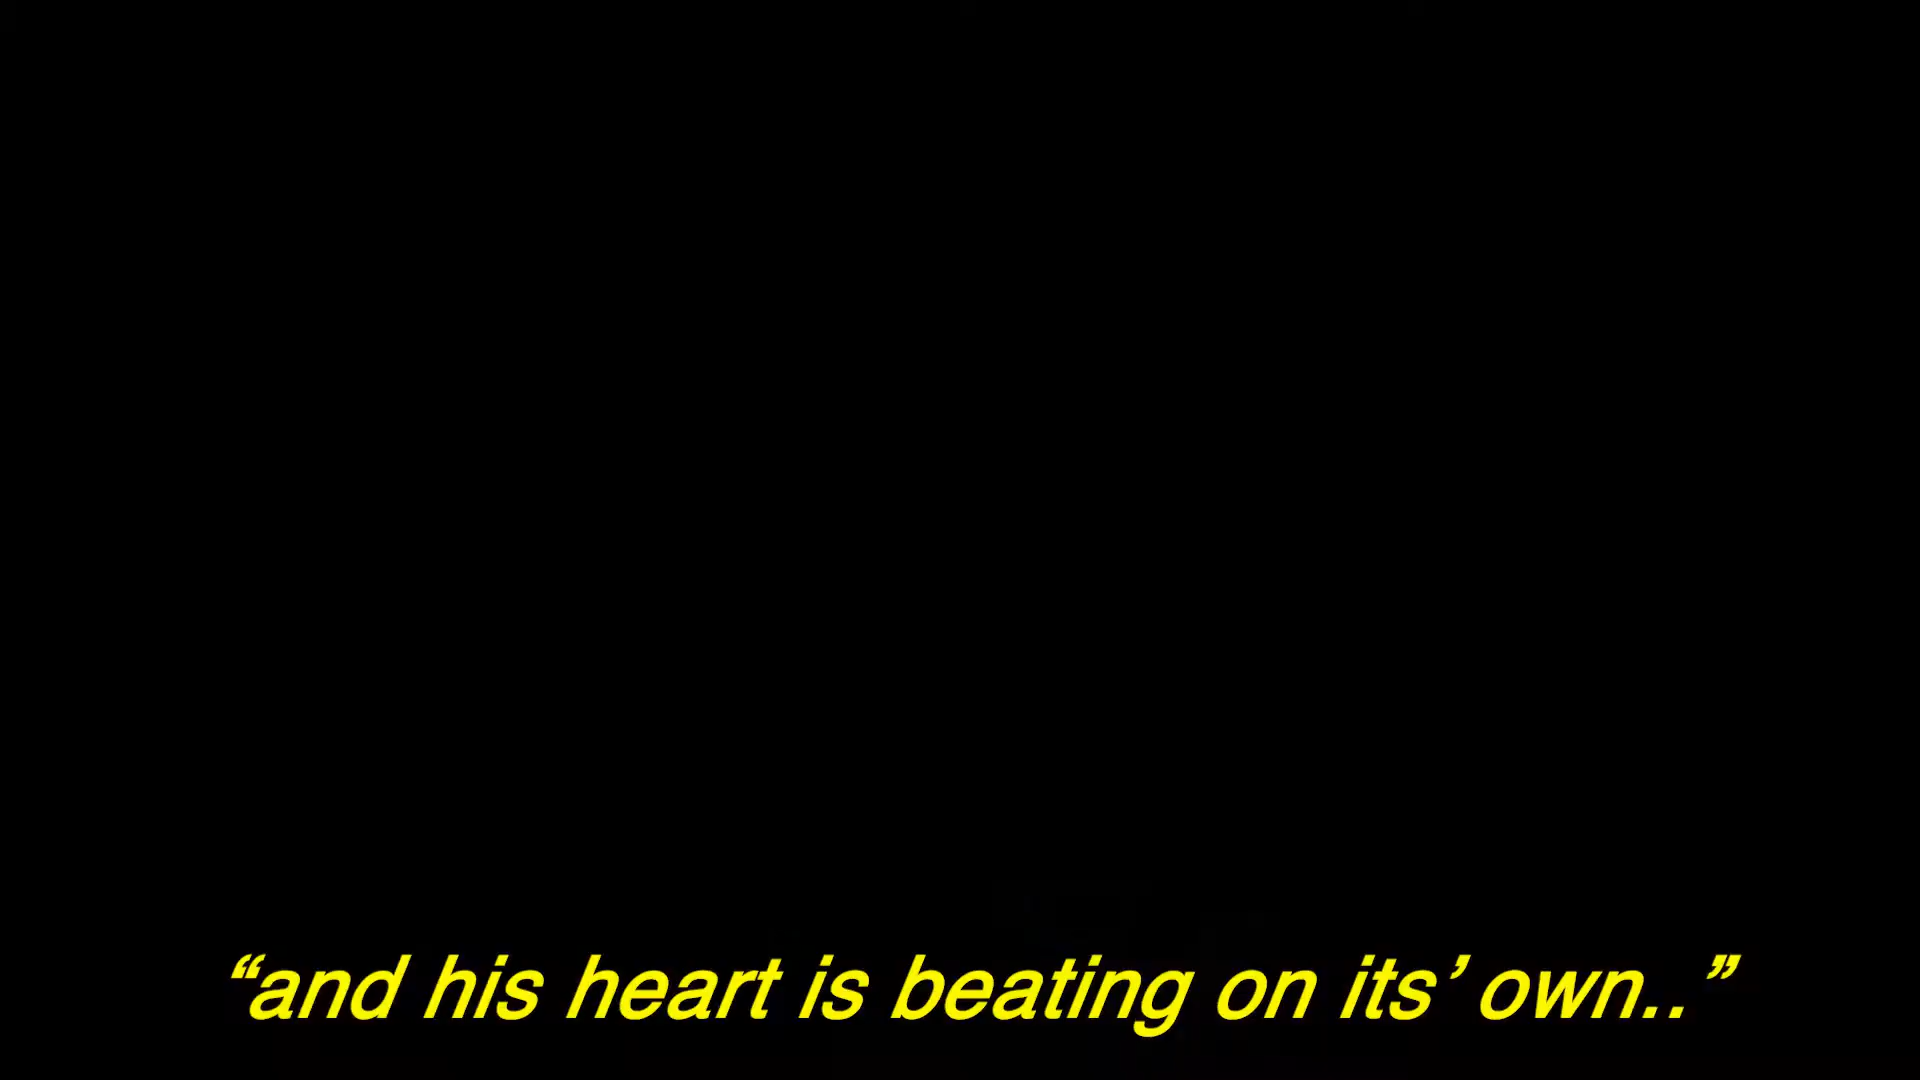 “and his heart is beating on its’ own..”